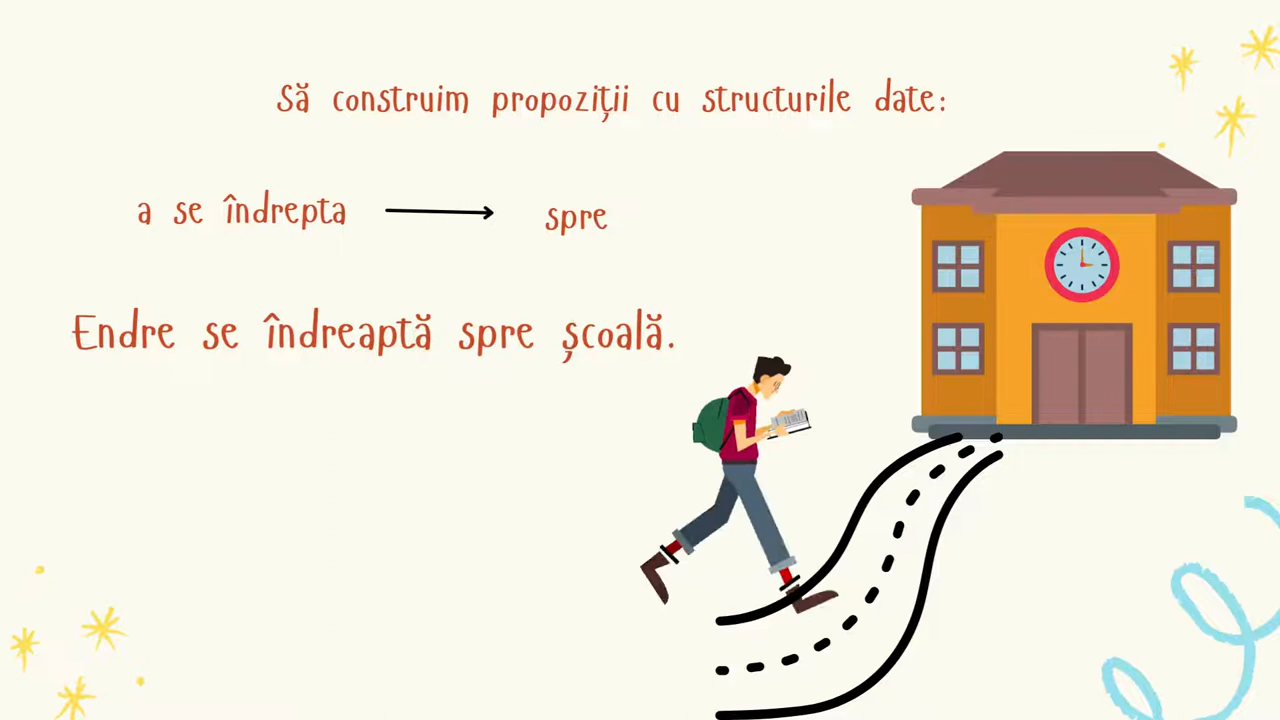 Să construim propoziții cu structurile date:
a se îndrepta → spre
Endre se îndreaptă spre școală.